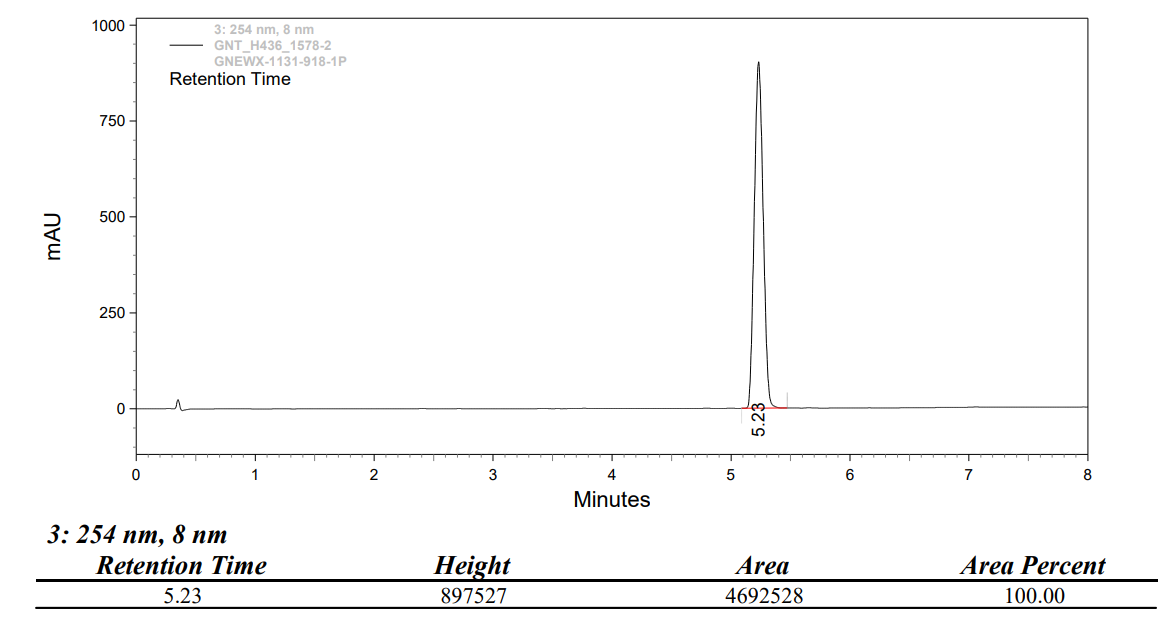 1000
750
500
250
0
mAU
3: 254 nm, 8 nm
GNT_H436_1578-2
GNEWX-1131-918-1P
Retention Time
5.23
0 1 2 3 4 5 6 7 8
Minutes
3: 254 nm, 8 nm
Retention Time Height Area Area Percent
5.23 897527 4692528 100.00